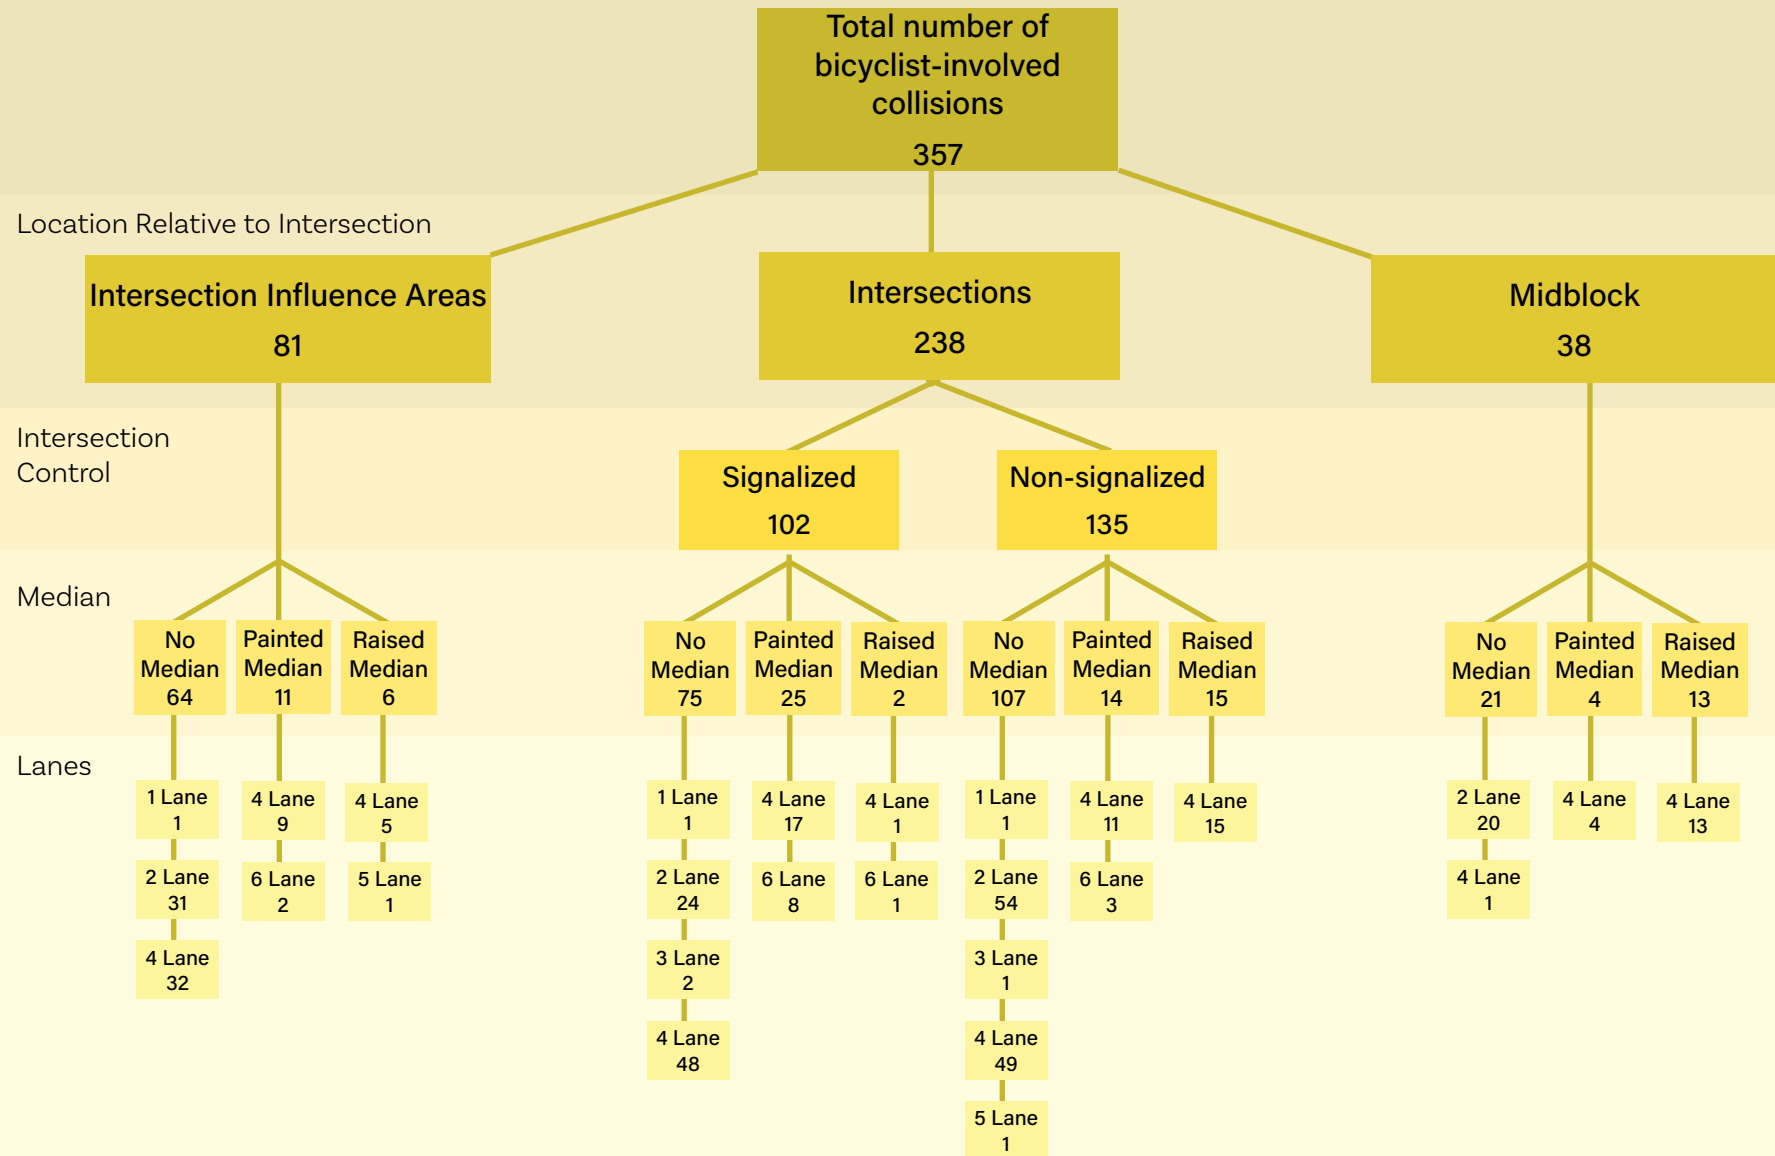 Total number of
bicyclist-involved
collisions
357
Location Relative to Intersection
Intersection Influence Areas
81
Intersections
238
Midblock
38
Intersection
Control
Signalized
102
Non-signalized
135
Median
No
Median
64
Painted
Median
11
Raised
Median
6
No
Median
75
Painted
Median
25
Raised
Median
2
No
Median
107
Painted
Median
14
Raised
Median
15
No
Median
21
Painted
Median
4
Raised
Median
13
Lanes
1 Lane
1
2 Lane
31
4 Lane
32
4 Lane
9
6 Lane
2
4 Lane
5
5 Lane
1
1 Lane
1
2 Lane
24
3 Lane
2
4 Lane
48
4 Lane
17
6 Lane
8
4 Lane
1
6 Lane
1
1 Lane
1
2 Lane
54
3 Lane
1
4 Lane
49
5 Lane
1
4 Lane
11
6 Lane
3
4 Lane
15
2 Lane
20
4 Lane
1
4 Lane
4
4 Lane
13